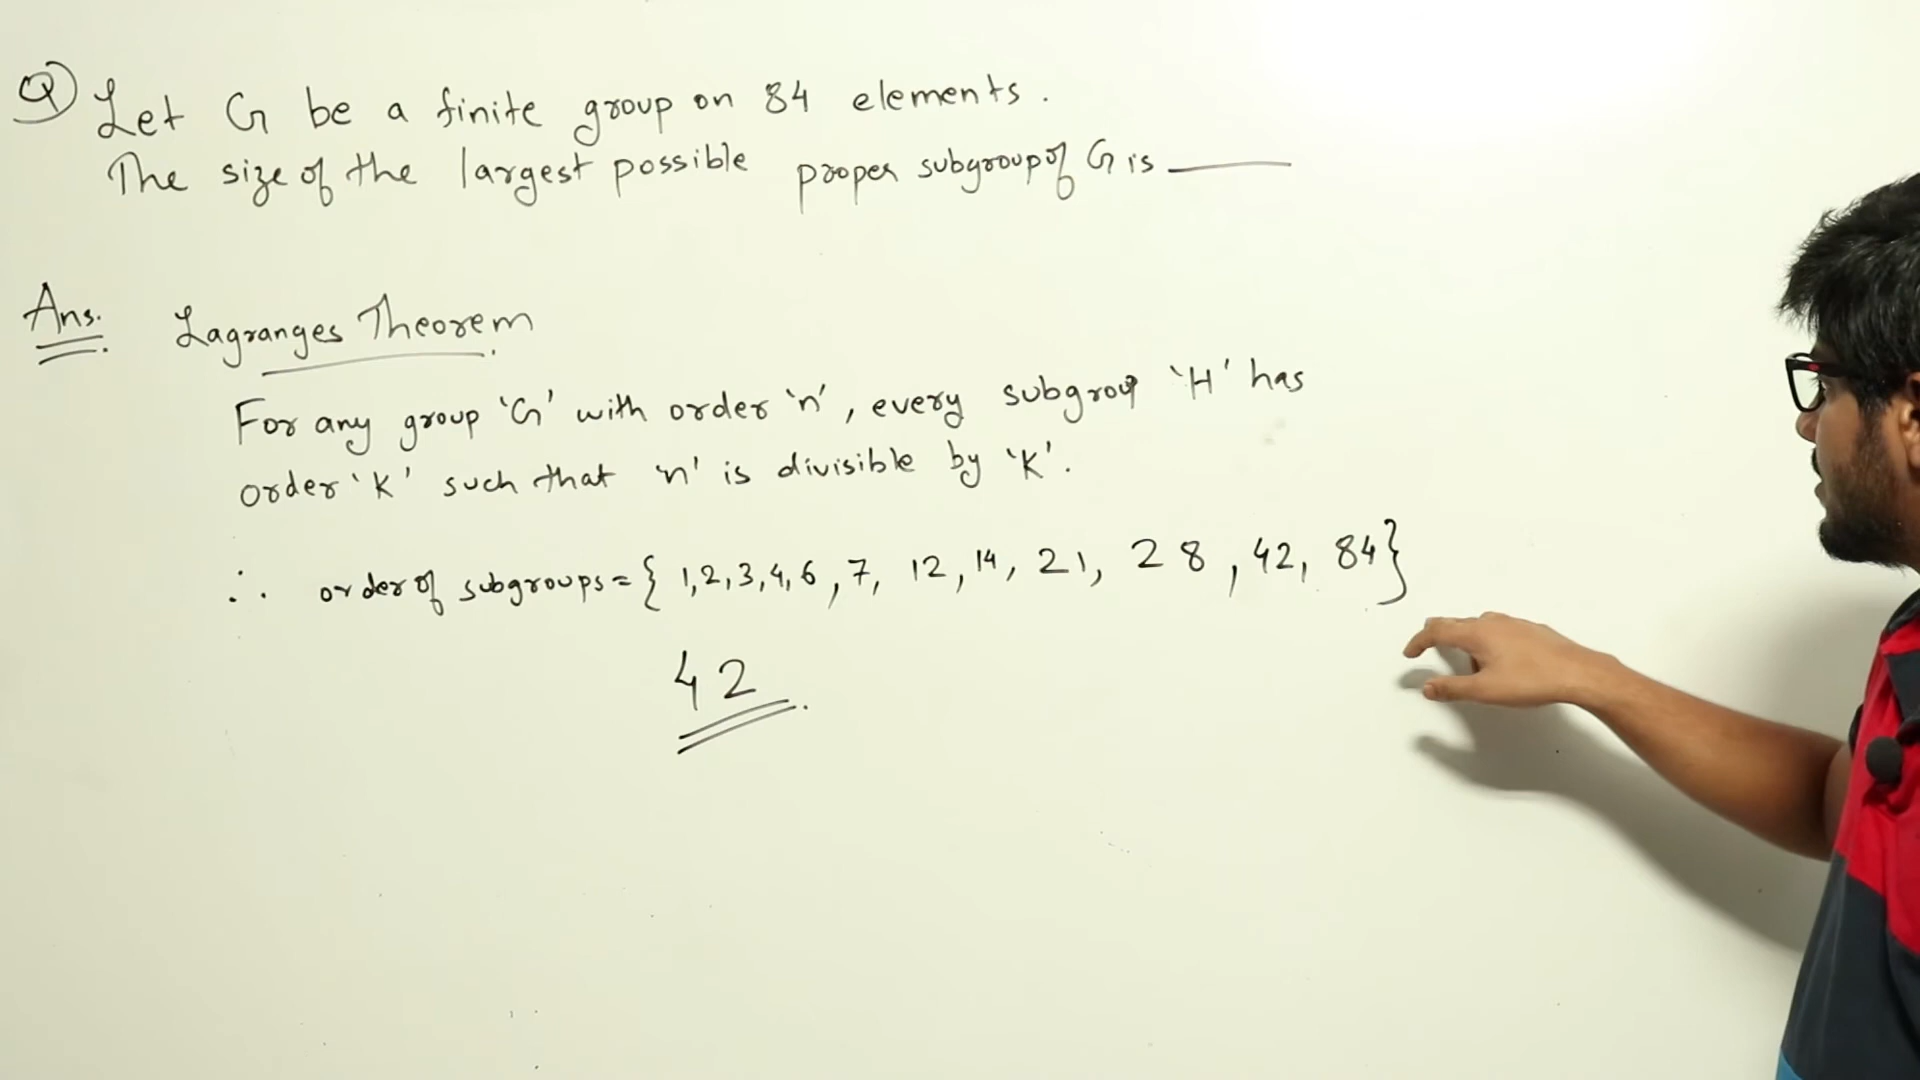 Q) Let G be a finite group on 84 elements.
The size of the largest possible proper subgroup of G is ______
Ans. Lagranges Theorem
For any group 'G' with order 'n', every subgroup 'H' has
order 'K' such that 'n' is divisible by 'K'.
∴ order of subgroups = { 1, 2, 3, 4, 6, 7, 12, 14, 21, 28, 42, 84}
42